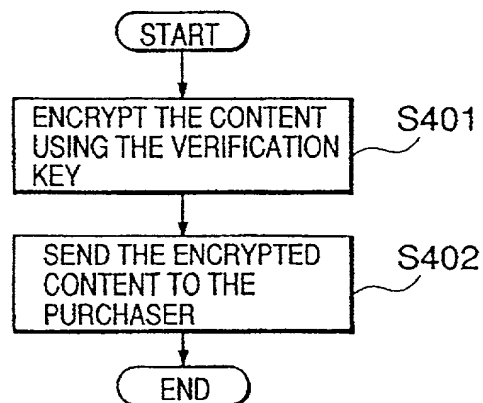 START
ENCRYPT THE CONTENT
USING THE VERIFICATION
KEY
S401
SEND THE ENCRYPTED
CONTENT TO THE
PURCHASER
S402
END